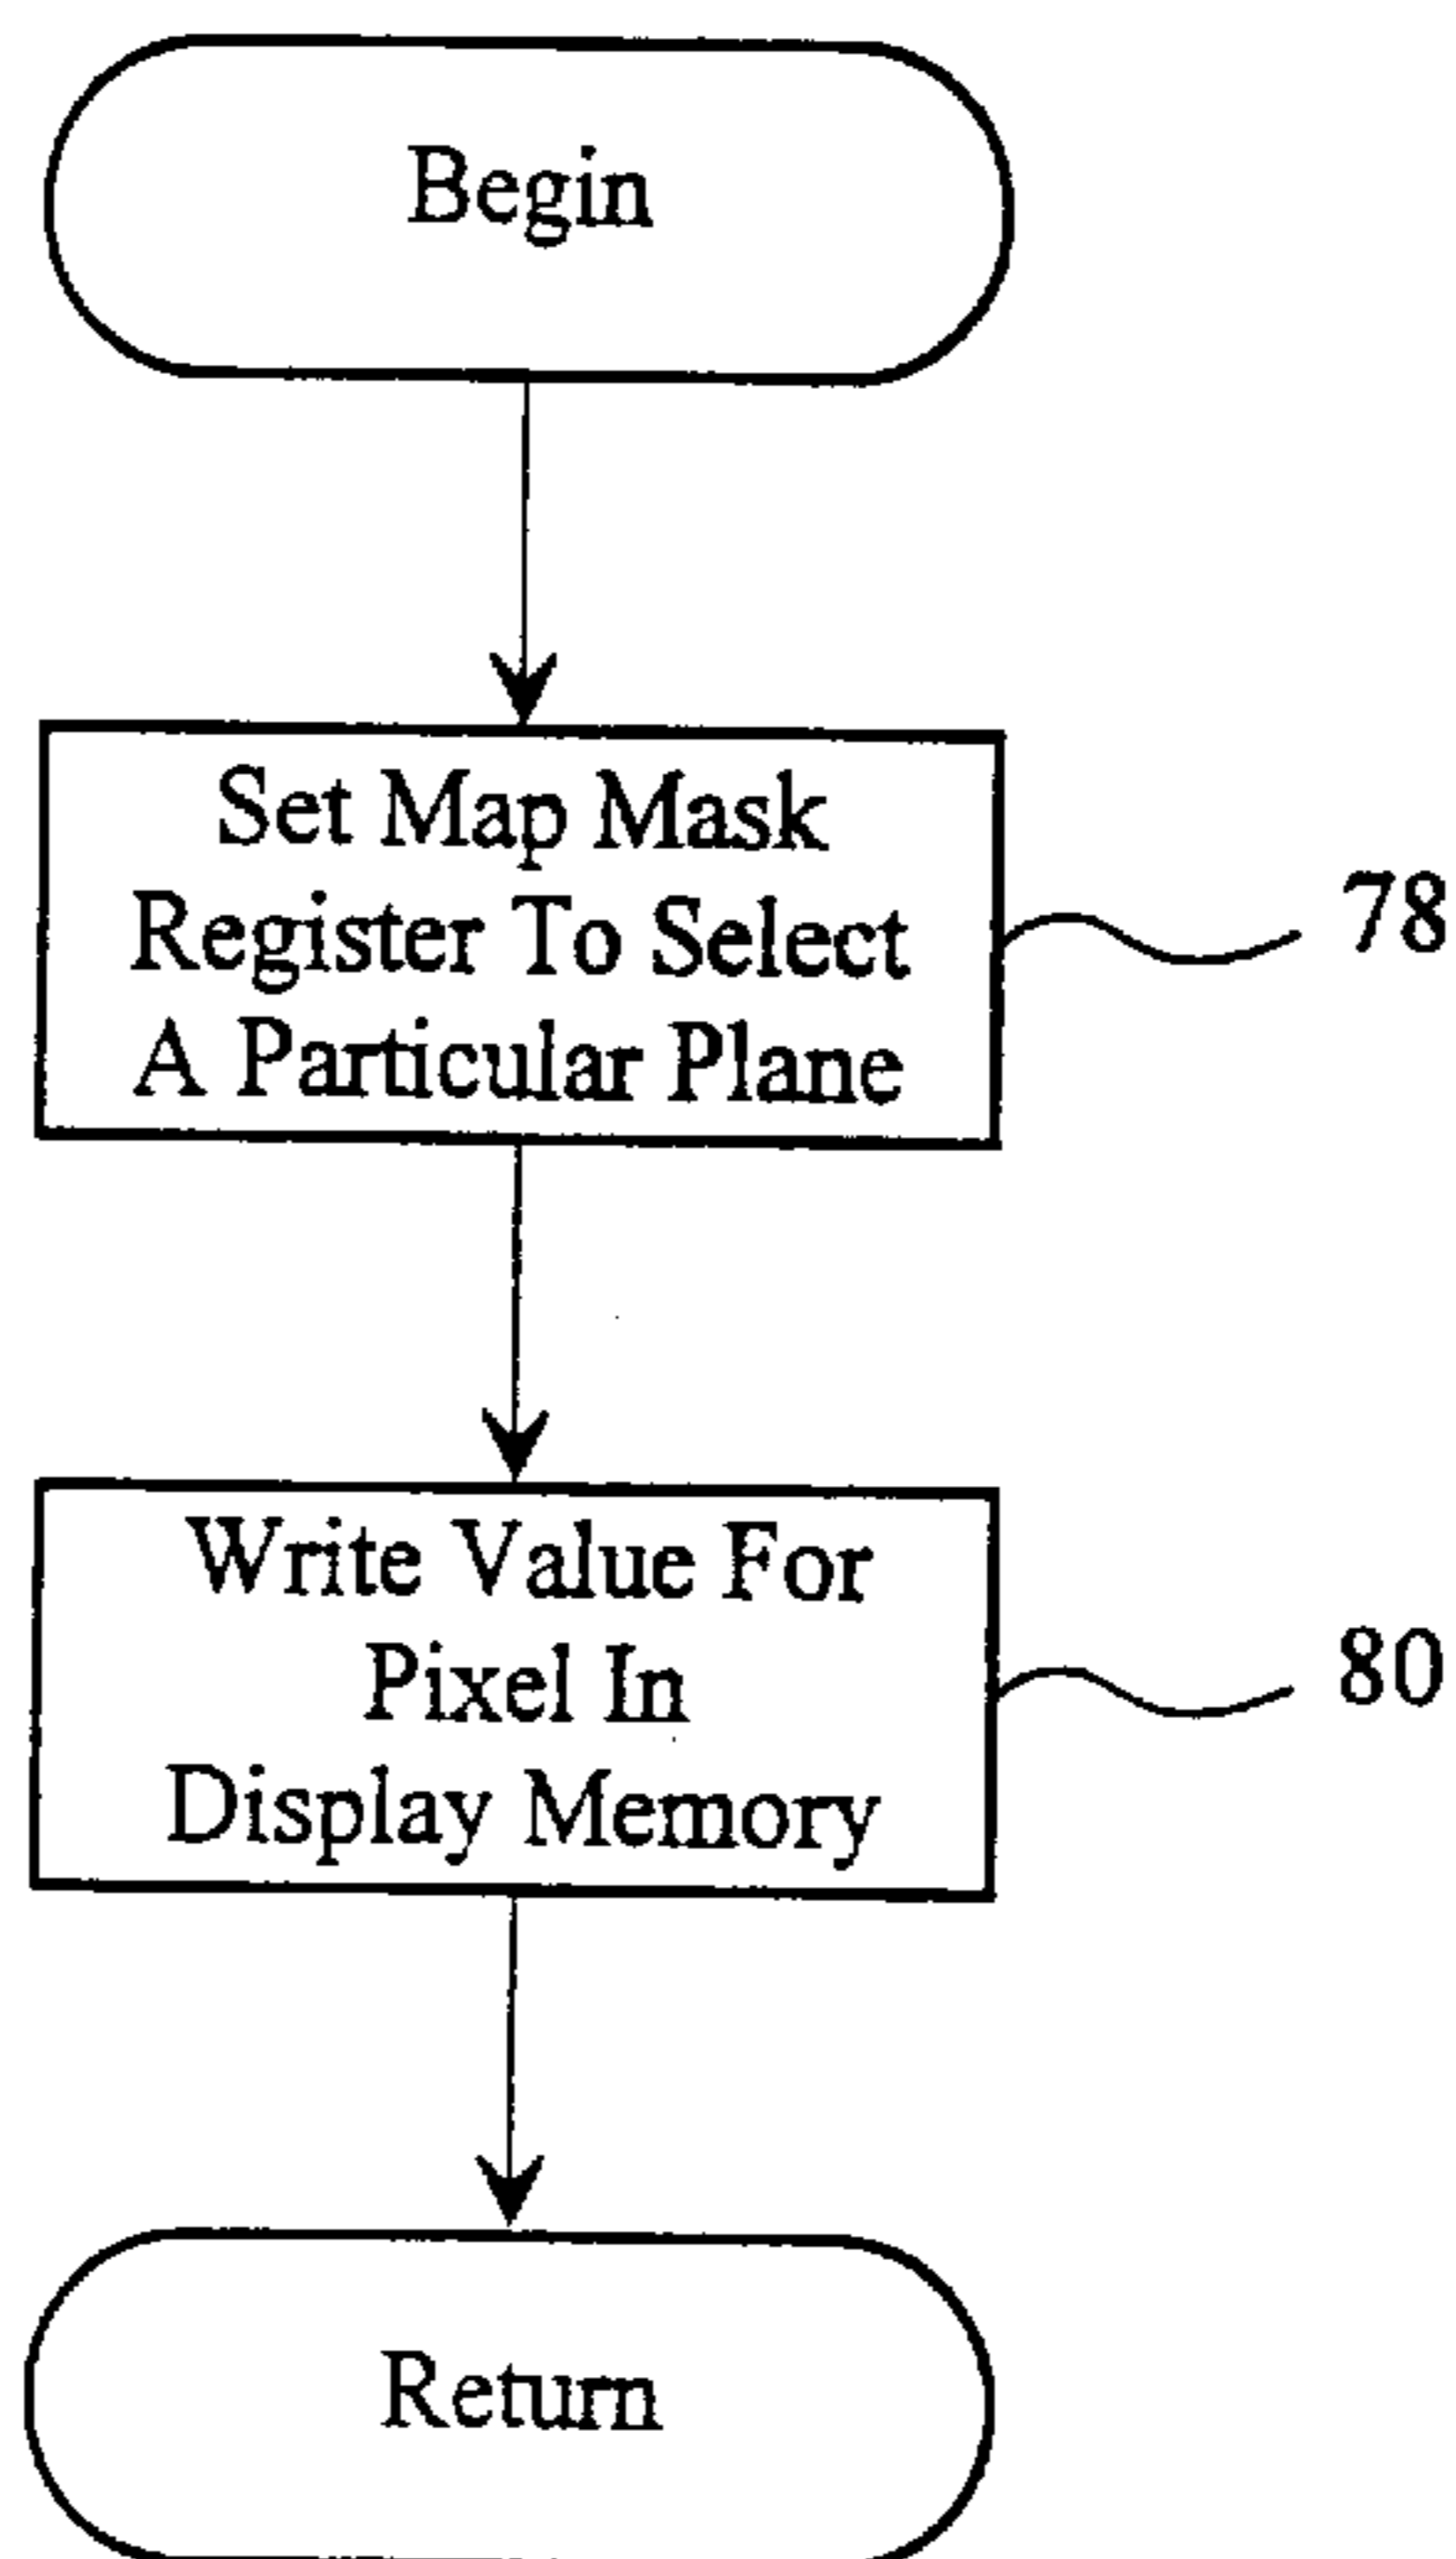 Begin
Set Map Mask
Register To Select
A Particular Plane
78
Write Value For
Pixel In
Display Memory
80
Return